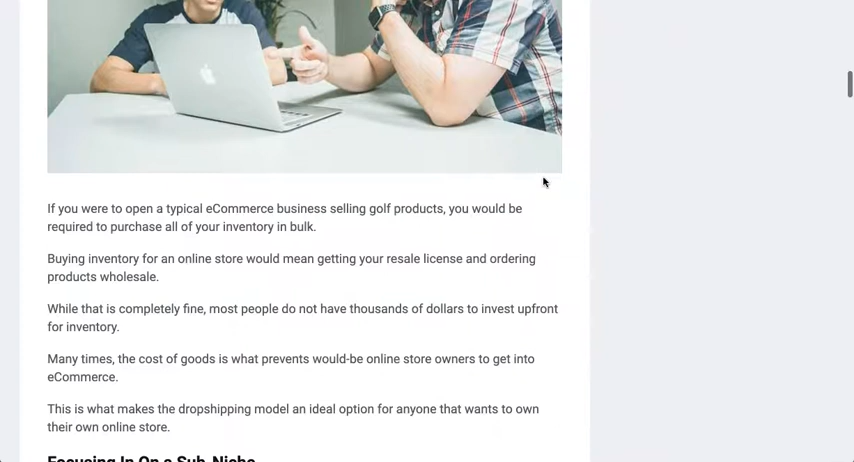 If you were to open a typical eCommerce business selling golf products, you would be
required to purchase all of your inventory in bulk.
Buying inventory for an online store would mean getting your resale license and ordering
products wholesale.
While that is completely fine, most people do not have thousands of dollars to invest upfront
for inventory.
Many times, the cost of goods is what prevents would-be online store owners to get into
eCommerce.
This is what makes the dropshipping model an ideal option for anyone that wants to own
their own online store.
Focusing In On a Sub-Niche